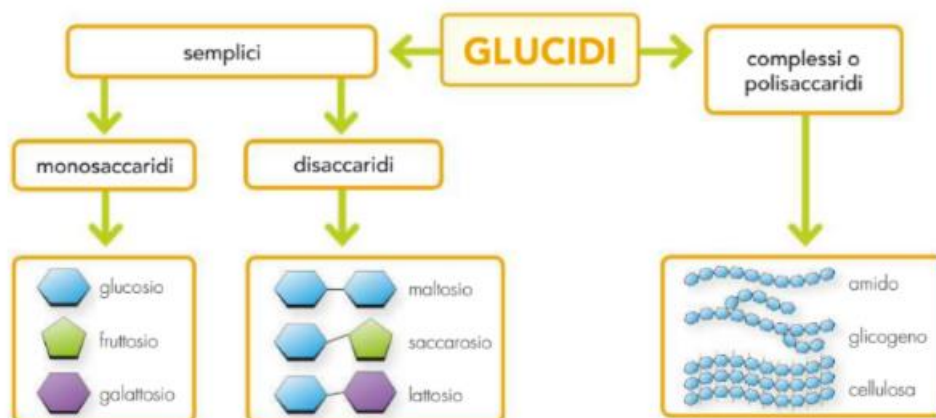 GLUCIDI
semplici
complessi o
polisaccaridi
monosaccaridi
disaccaridi
glucosio
fruttosio
galattosio
maltosio
saccarosio
lattosio
amido
glicogeno
cellulosa